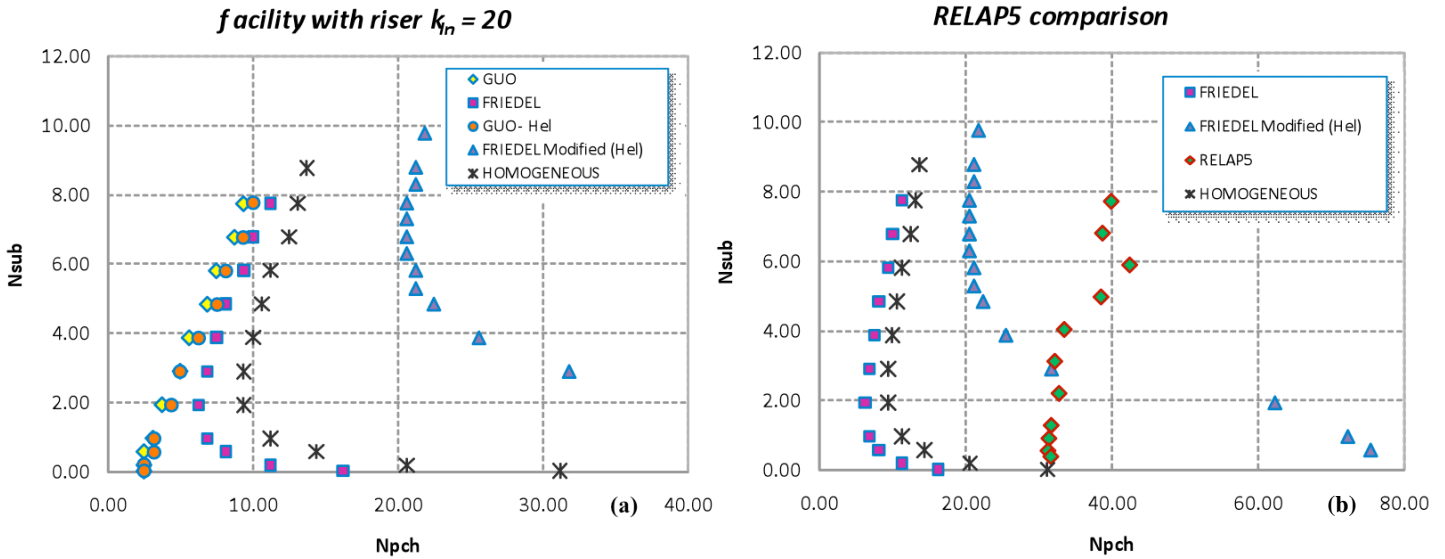 facility with riser kin = 20
12.00
10.00
8.00
6.00
4.00
2.00
0.00
Nsub
GUO
FRIEDEL
GUO- Hel
FRIEDEL Modified (Hel)
HOMOGENEOUS
0.00 10.00 20.00 30.00 40.00
(a)
Npch
RELAP5 comparison
12.00
10.00
8.00
6.00
4.00
2.00
0.00
Nsub
FRIEDEL
FRIEDEL Modified (Hel)
RELAP5
HOMOGENEOUS
0.00 20.00 40.00 60.00 80.00
(b)
Npch